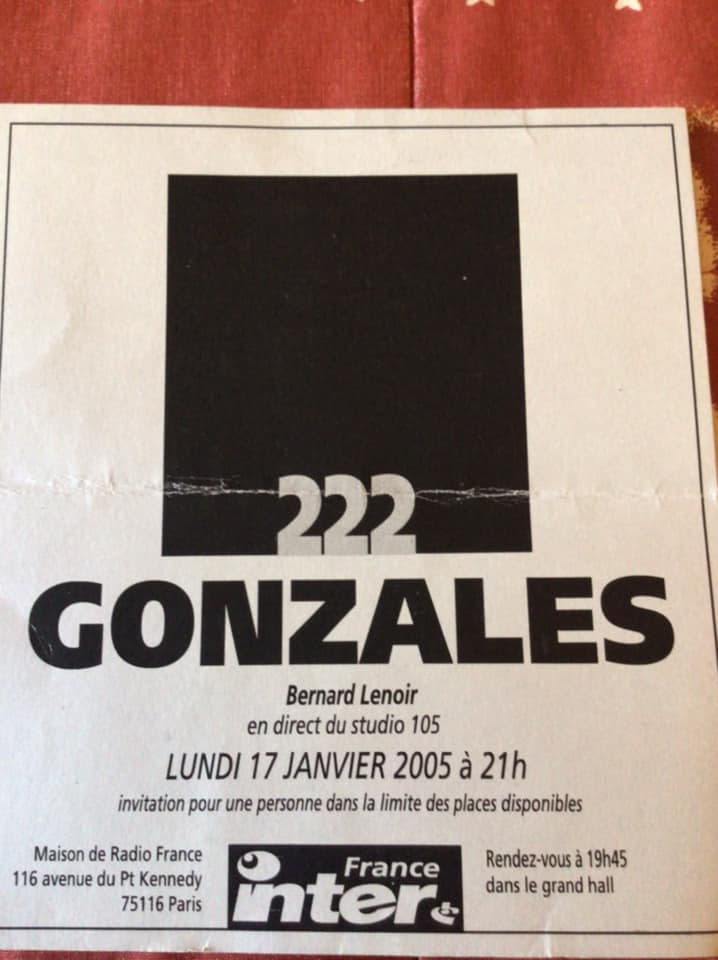 222
GONZALES
Bernard Lenoir
en direct du studio 105
LUNDI 17 JANVIER 2005 à 21h
invitation pour une personne dans la limite des places disponibles
Maison de Radio France
116 avenue du Pt Kennedy
75116 Paris
France
inter
Rendez-vous à 19h45
dans le grand hall